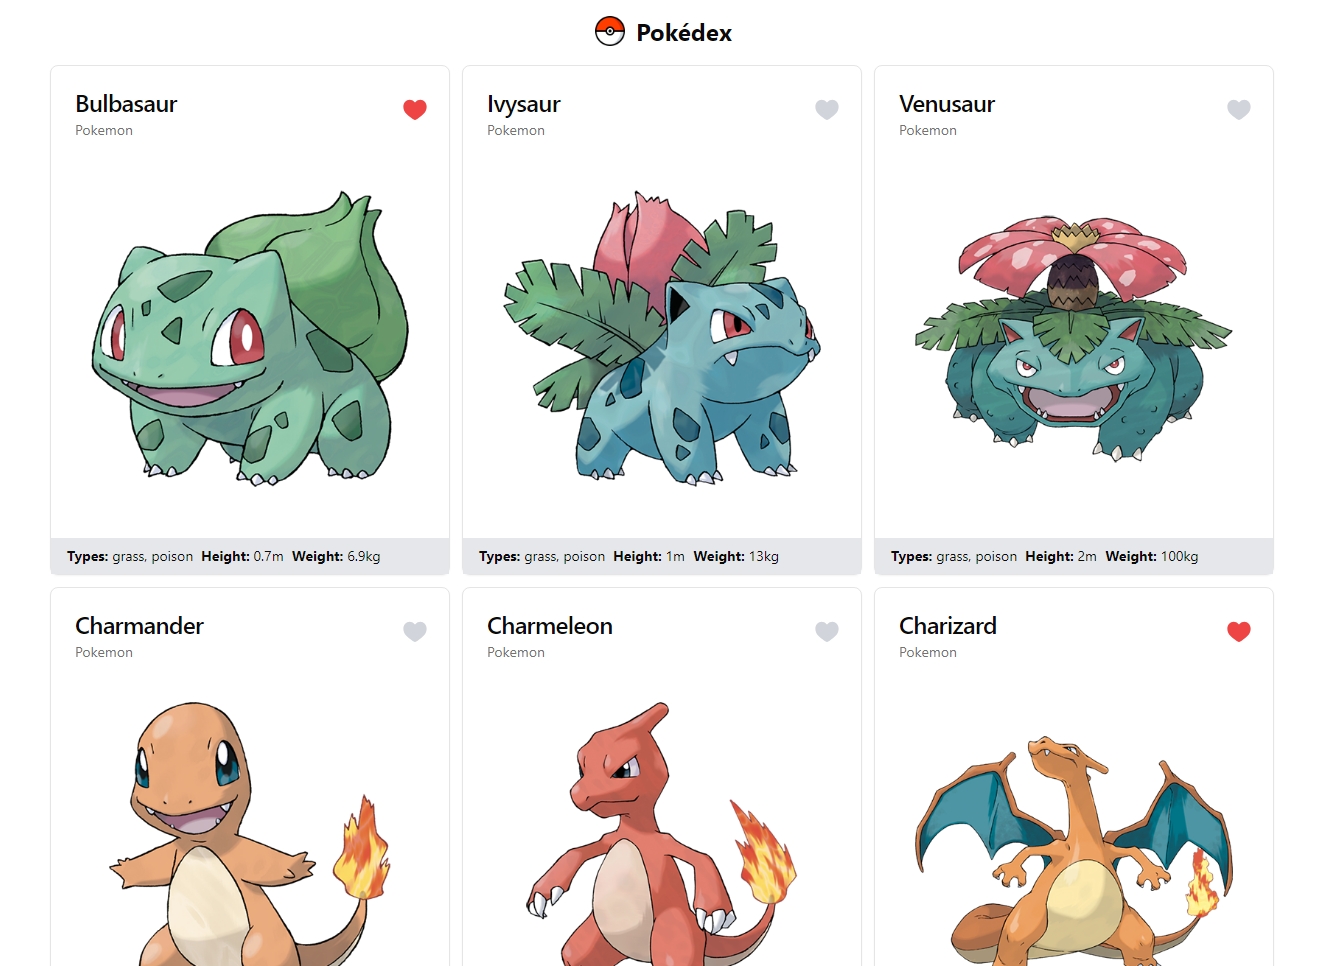 Pokédex
Bulbasaur
Pokemon
Ivysaur
Pokemon
Venusaur
Pokemon
Types: grass, poison Height: 0.7m Weight: 6.9kg
Types: grass, poison Height: 1m Weight: 13kg
Types: grass, poison Height: 2m Weight: 100kg
Charmander
Pokemon
Charmeleon
Pokemon
Charizard
Pokemon